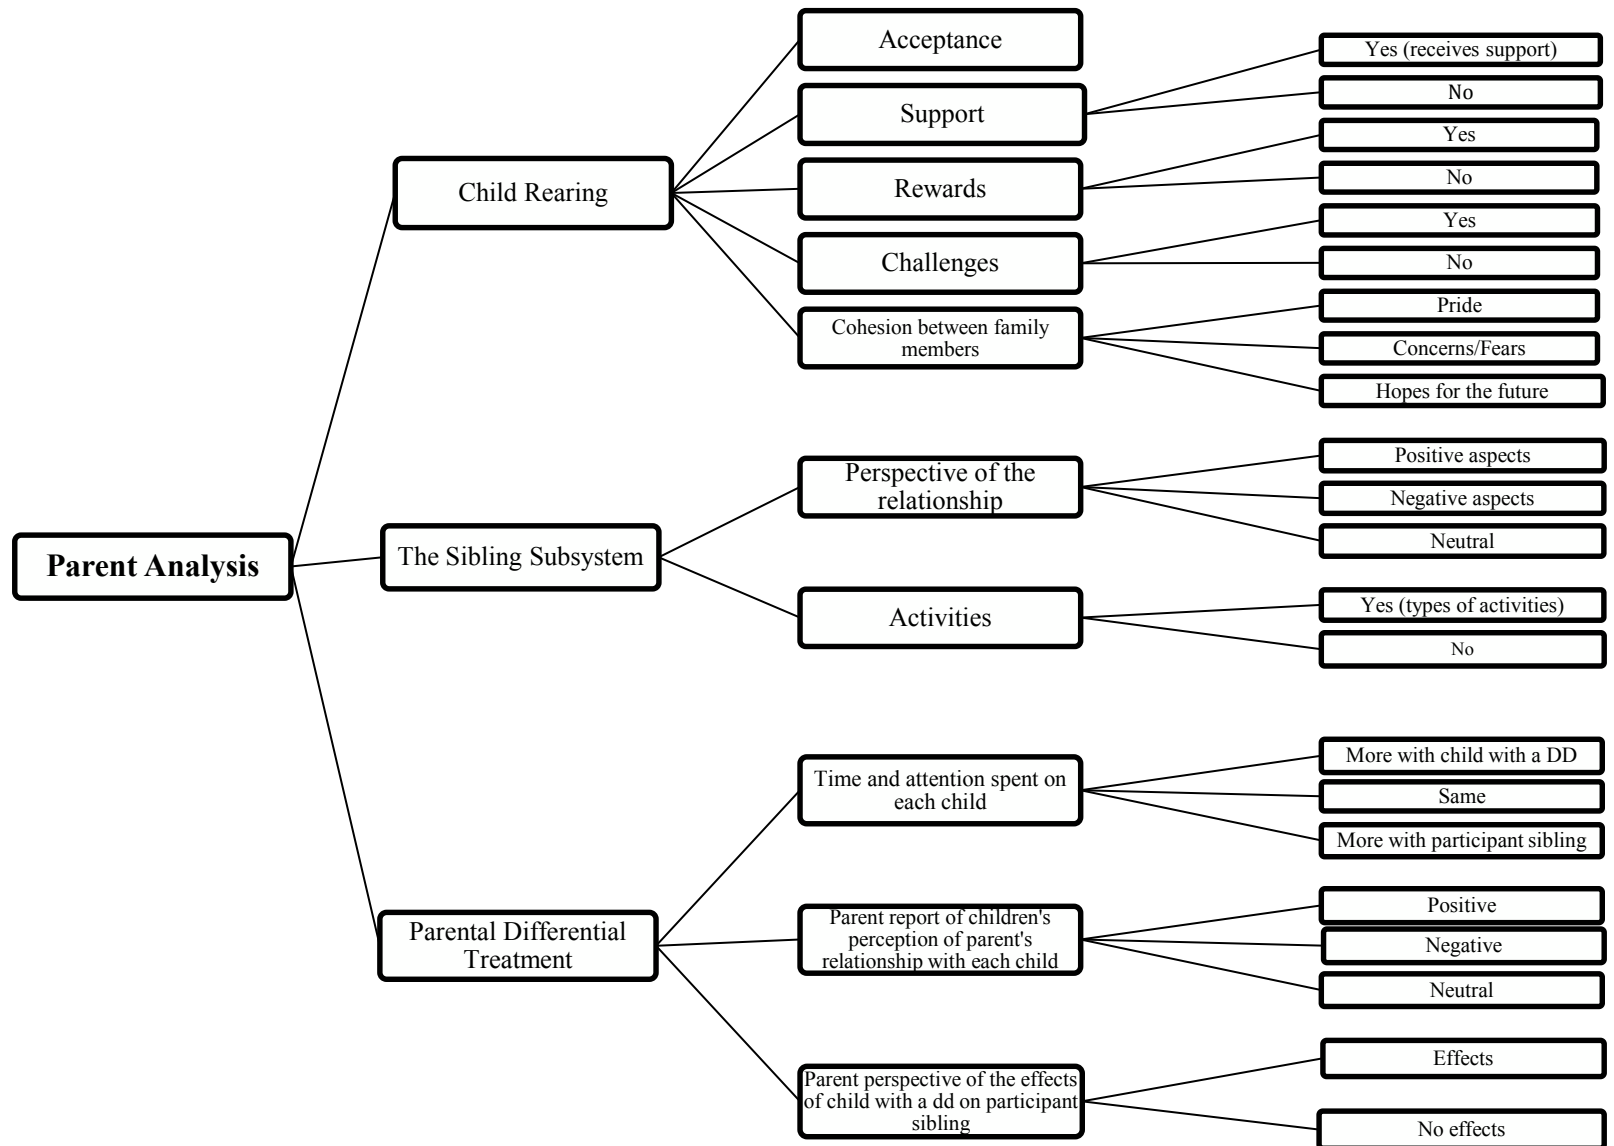 Parent Analysis
Child Rearing
Acceptance
Support
Yes (receives support)
No
Rewards
Yes
No
Challenges
Yes
No
Cohesion between family
members
Pride
Concerns/Fears
Hopes for the future
The Sibling Subsystem
Perspective of the
relationship
Positive aspects
Negative aspects
Neutral
Activities
Yes (types of activities)
No
Parental Differential
Treatment
Time and attention spent on
each child
More with child with a DD
Same
More with participant sibling
Parent report of children's
perception of parent's
relationship with each child
Positive
Negative
Neutral
Parent perspective of the effects
of child with a dd on participant
sibling
Effects
No effects